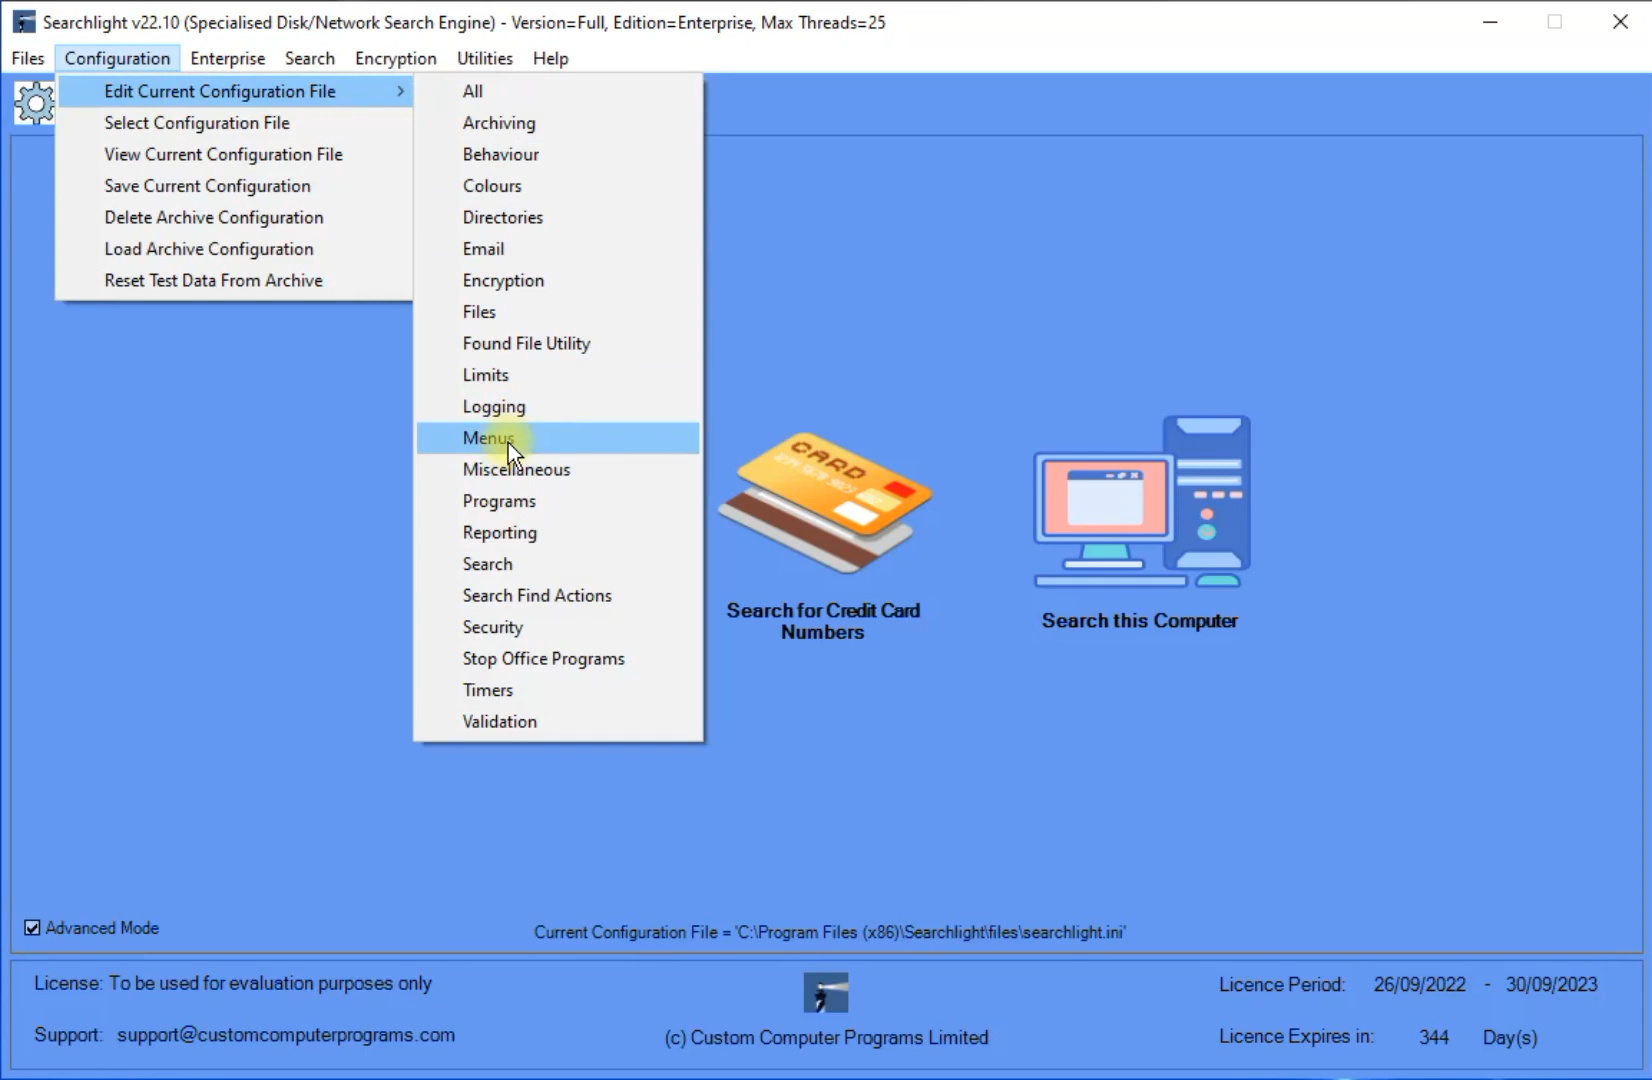 Searchlight v22.10 (Specialised Disk/Network Search Engine) - Version=Full, Edition=Enterprise, Max Threads=25
Files Configuration Enterprise Search Encryption Utilities Help
Edit Current Configuration File
Select Configuration File
View Current Configuration File
Save Current Configuration
Delete Archive Configuration
Load Archive Configuration
Reset Test Data From Archive
All
Archiving
Behaviour
Colours
Directories
Email
Encryption
Files
Found File Utility
Limits
Logging
Menus
Miscellaneous
Programs
Reporting
Search
Search Find Actions
Security
Stop Office Programs
Timers
Validation
CARD
Search for Credit Card
Numbers
Search this Computer
Advanced Mode
Current Configuration File = 'C:\Program Files (x86)\Searchlight\files\searchlight.ini'
License: To be used for evaluation purposes only
Support: support@customcomputerprograms.com
(c) Custom Computer Programs Limited
Licence Period: 26/09/2022 - 30/09/2023
Licence Expires in: 344 Day(s)